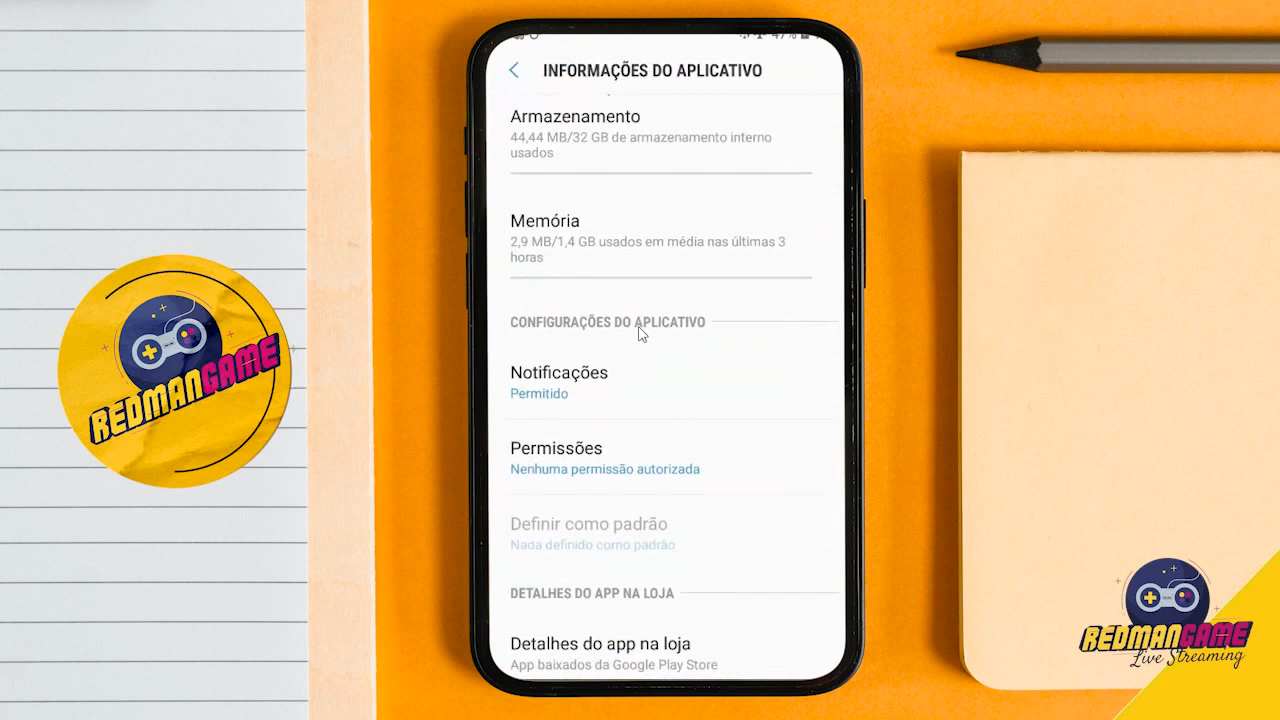 47%
INFORMAÇÕES DO APLICATIVO
Armazenamento
44,44 MB/32 GB de armazenamento interno
usados
Memória
2,9 MB/1,4 GB usados em média nas últimas 3
horas
CONFIGURAÇÕES DO APLICATIVO
Notificações
Permitido
Permissões
Nenhuma permissão autorizada
Definir como padrão
Nada definido como padrão
DETALHES DO APP NA LOJA
Detalhes do app na loja
App baixados da Google Play Store
REDMANGAME
REDMANGAME
Live Streaming